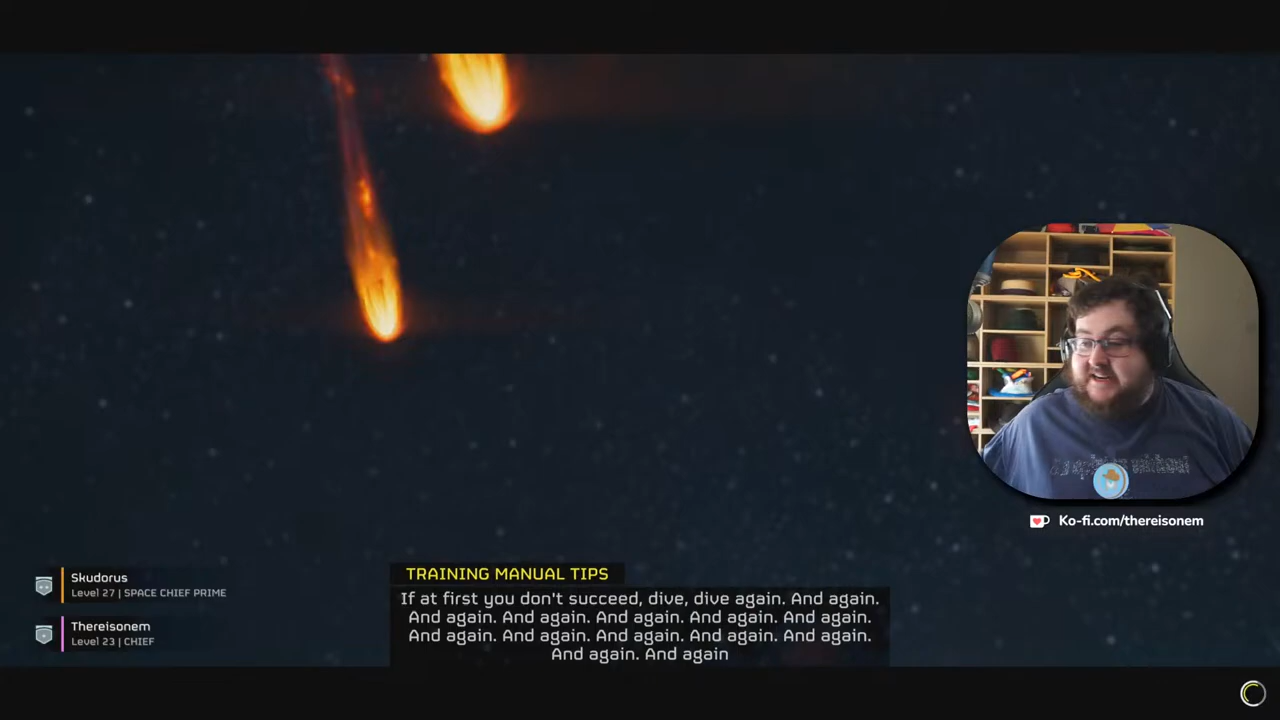 Ko-fi.com/thereisonem
Skudorus
Level 27 | SPACE CHIEF PRIME
Thereisonem
Level 23 | CHIEF
TRAINING MANUAL TIPS
If at first you don't succeed, dive, dive again. And again.
And again. And again. And again. And again. And again.
And again. And again. And again. And again. And again.
And again. And again